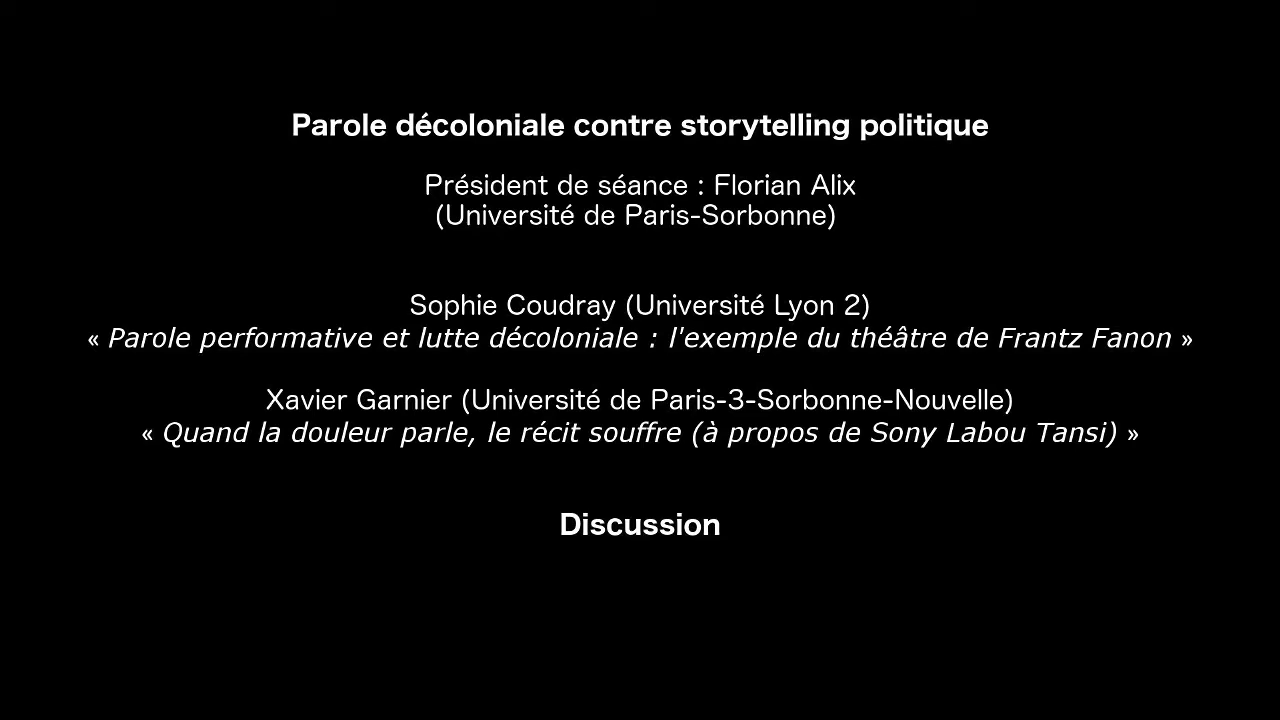 Parole décoloniale contre storytelling politique
Président de séance : Florian Alix
(Université de Paris-Sorbonne)
Sophie Coudray (Université Lyon 2)
« Parole performative et lutte décoloniale : l'exemple du théâtre de Frantz Fanon »
Xavier Garnier (Université de Paris-3-Sorbonne-Nouvelle)
« Quand la douleur parle, le récit souffre (à propos de Sony Labou Tansi) »
Discussion